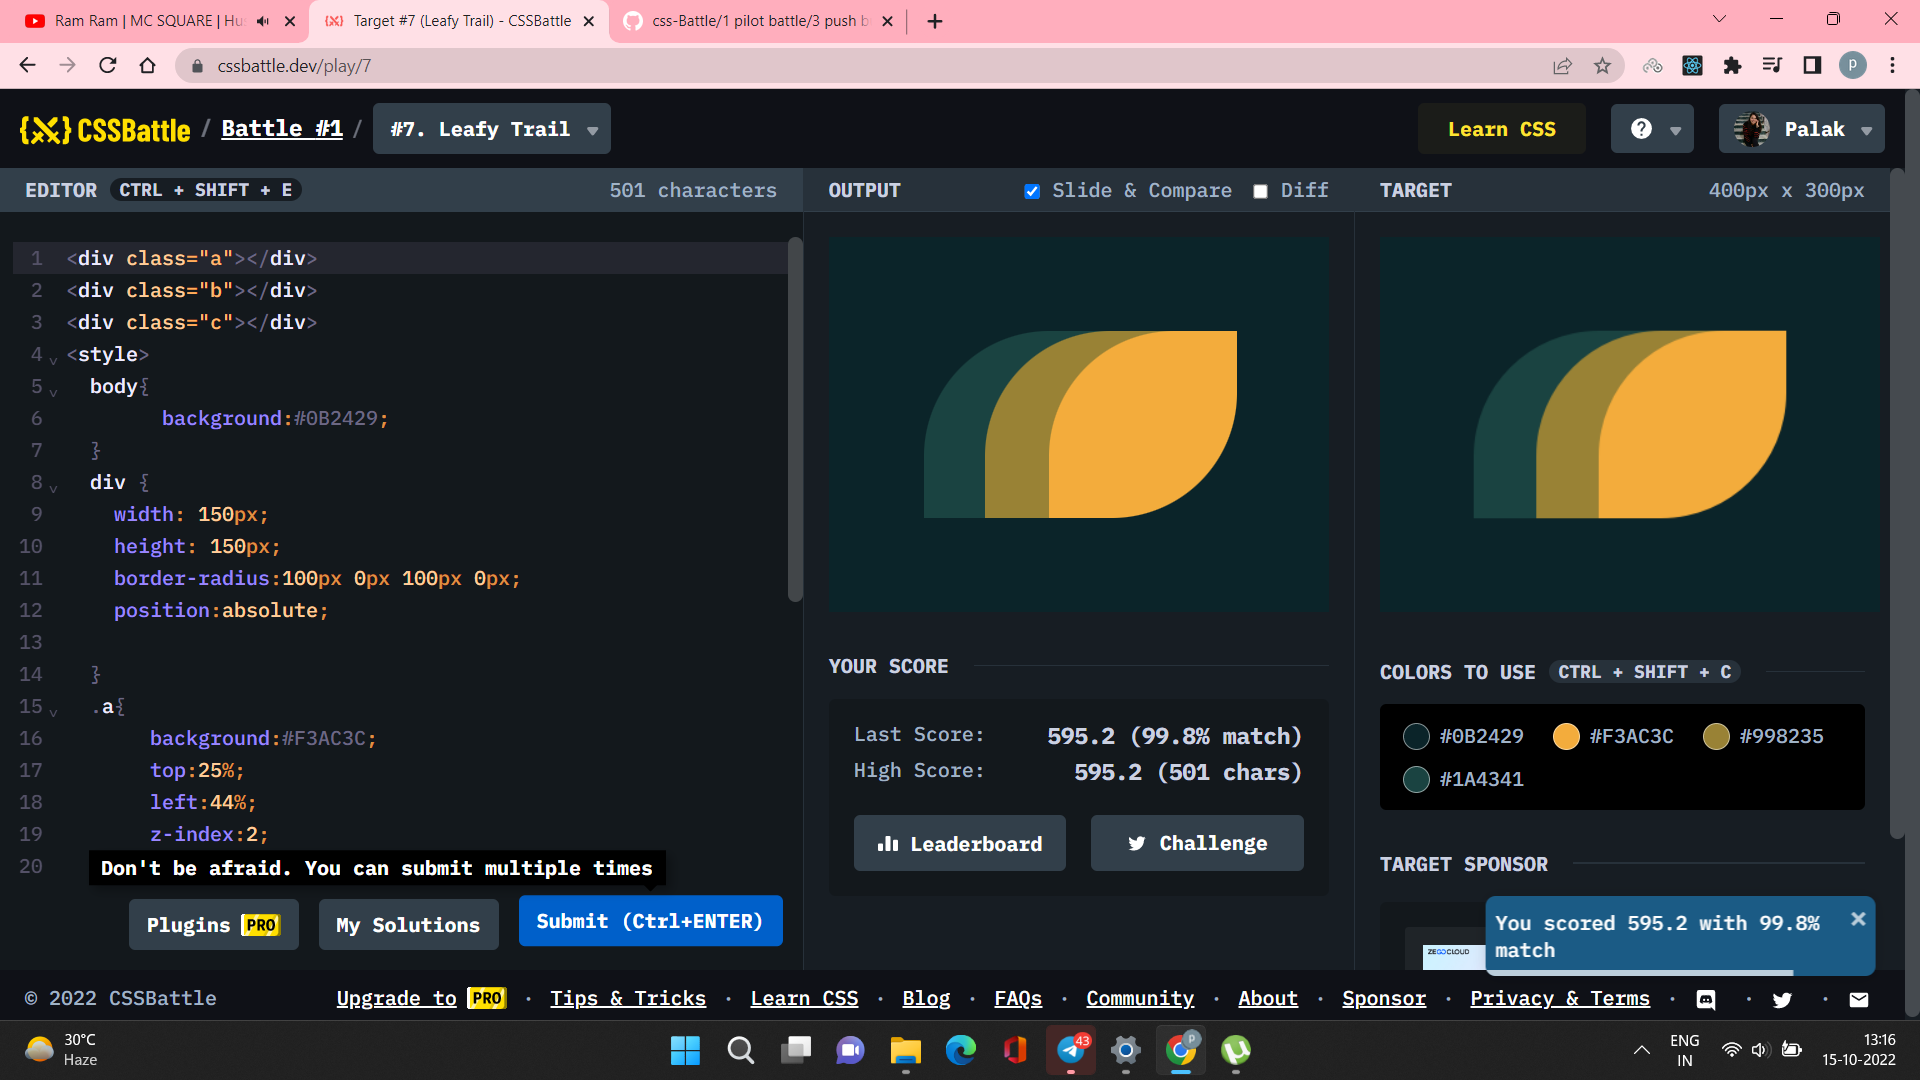 Ram Ram | MC SQUARE | Hu
Target #7 (Leafy Trail) - CSSBattle
css-Battle/1 pilot battle/3 push b
cssbattle.dev/play/7
P
CSSBattle / Battle #1 / #7. Leafy Trail
Learn CSS
Palak
EDITOR CTRL + SHIFT + E 501 characters
OUTPUT Slide & Compare Diff
TARGET 400px x 300px
1 <div class="a"></div>
2 <div class="b"></div>
3 <div class="c"></div>
4 <style>
5 body{
6 background:#0B2429;
7 }
8 div {
9 width: 150px;
10 height: 150px;
11 border-radius:100px 0px 100px 0px;
12 position:absolute;
13
14 }
15 .a{
16 background:#F3AC3C;
17 top:25%;
18 left:44%;
19 z-index:2;
20
Don't be afraid. You can submit multiple times
Plugins PRO
My Solutions
Submit (Ctrl+ENTER)
YOUR SCORE
Last Score: 595.2 (99.8% match)
High Score: 595.2 (501 chars)
Leaderboard
Challenge
COLORS TO USE CTRL + SHIFT + C
#0B2429 #F3AC3C #998235
#1A4341
TARGET SPONSOR
ZEGOCLOUD
You scored 595.2 with 99.8%
match
© 2022 CSSBattle
Upgrade to PRO · Tips & Tricks · Learn CSS · Blog · FAQs · Community · About · Sponsor · Privacy & Terms
30°C
Haze
43
P
ENG
IN
13:16
15-10-2022